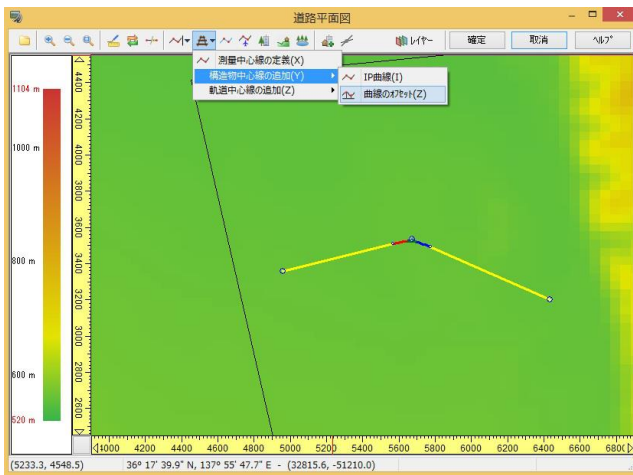 道路平面図
レイヤー 確定 取消 ヘルプ
測量中心線の定義(X)
構造物中心線の追加(Y)
軌道中心線の追加(Z)
IP曲線(I)
曲線のオフセット(Z)
1104 m
1000 m
800 m
600 m
520 m
4400
4200
4000
3800
3600
3400
3200
3000
2800
2600
4000 4200 4400 4600 4800 5000 5200 5400 5600 5800 6000 6200 6400 6600 6800
(5233.3, 4548.5) 36° 17' 39.9" N, 137° 55' 47.7" E - (32815.6, -51210.0)